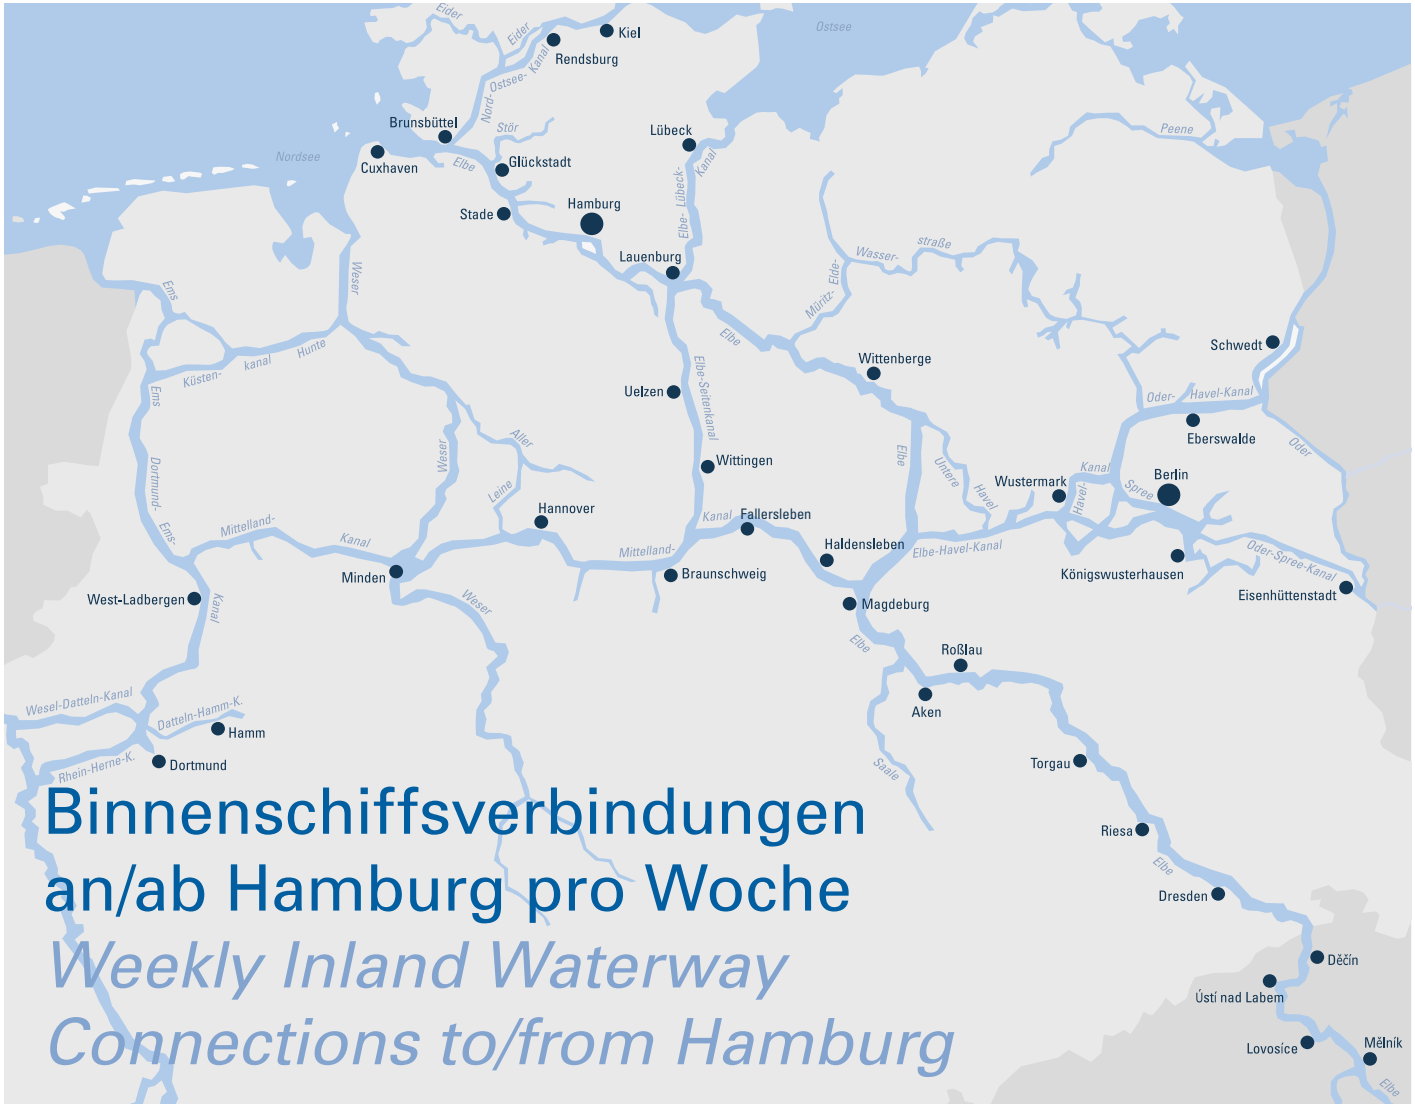 Eider
Eider
Kiel
Rendsburg
Ostsee
Nord-
Ostsee-
Kanal
Brunsbüttel
Stör
Lübeck
Peene
Nordsee
Cuxhaven
Elbe
Glückstadt
Kanal
Stade
Hamburg
Elbe-
Lübeck-
Lauenburg
Müritz-
Elde-
Wasser-
straße
Ems
Weser
Küsten-
kanal
Hunte
Elbe
Schwedt
Wittenberge
Ems
Uelzen
Elbe-Seitenkanal
Oder-
Havel-Kanal
Eberswalde
Oder
Aller
Weser
Elbe
Wittingen
Untere
Havel
Kanal
Berlin
Wustermark
Havel-
Spree
Dortmund-
Ems-
Leine
Hannover
Mittelland-
Kanal
Kanal
Fallersleben
Mittelland-
Haldensleben
Elbe-Havel-Kanal
Oder-Spree-Kanal
Königswusterhausen
Minden
Braunschweig
Eisenhüttenstadt
West-Ladbergen
Kanal
Weser
Magdeburg
Elbe
Roßlau
Wesel-Datteln-Kanal
Datteln-Hamm-K.
Aken
Hamm
Rhein-Herne-K.
Dortmund
Saale
Torgau
Binnenschiffsverbindungen
an/ab Hamburg pro Woche
Weekly Inland Waterway
Connections to/from Hamburg
Riesa
Elbe
Dresden
Děčín
Ústí nad Labem
Lovosice
Mělník
Elbe